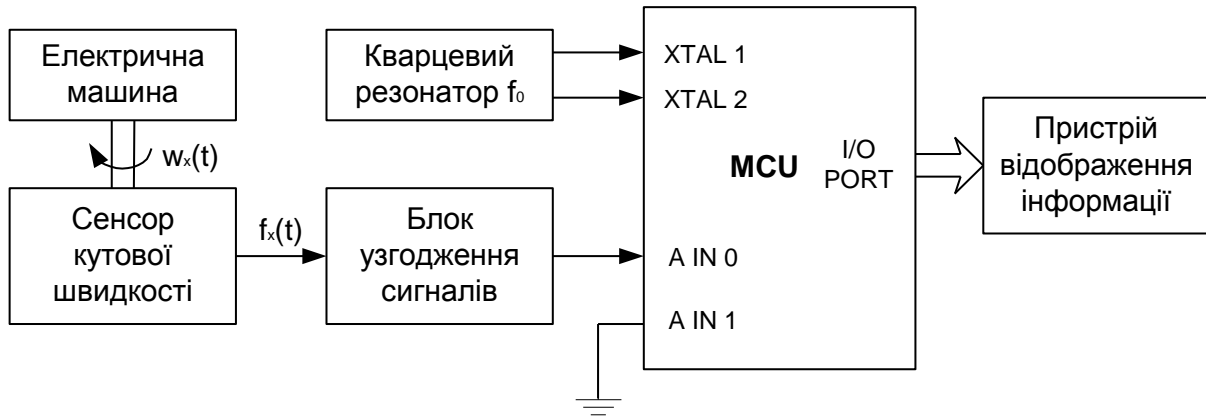 Електрична
машина
wₓ(t)
Сенсор
кутової
швидкості
fₓ(t)
Кварцевий
резонатор f₀
Блок
узгодження
сигналів
XTAL 1
XTAL 2
MCU
I/O
PORT
A IN 0
A IN 1
Пристрій
відображення
інформації